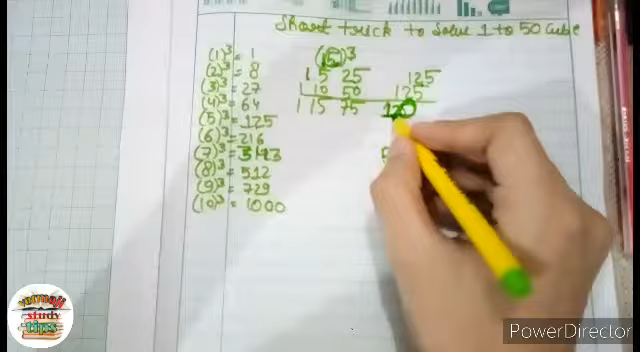 Short trick to Solve 1 to 50 Cube
(15)³
(1)³ = 1
(2)³ = 8
(3)³ = 27
(4)³ = 64
(5)³ = 125
(6)³ = 216
(7)³ = 343
(8)³ = 512
(9)³ = 729
(10)³ = 1000
1 5 25 125
10 50
1 15 75 125
vermaji
study
tips
PowerDirector